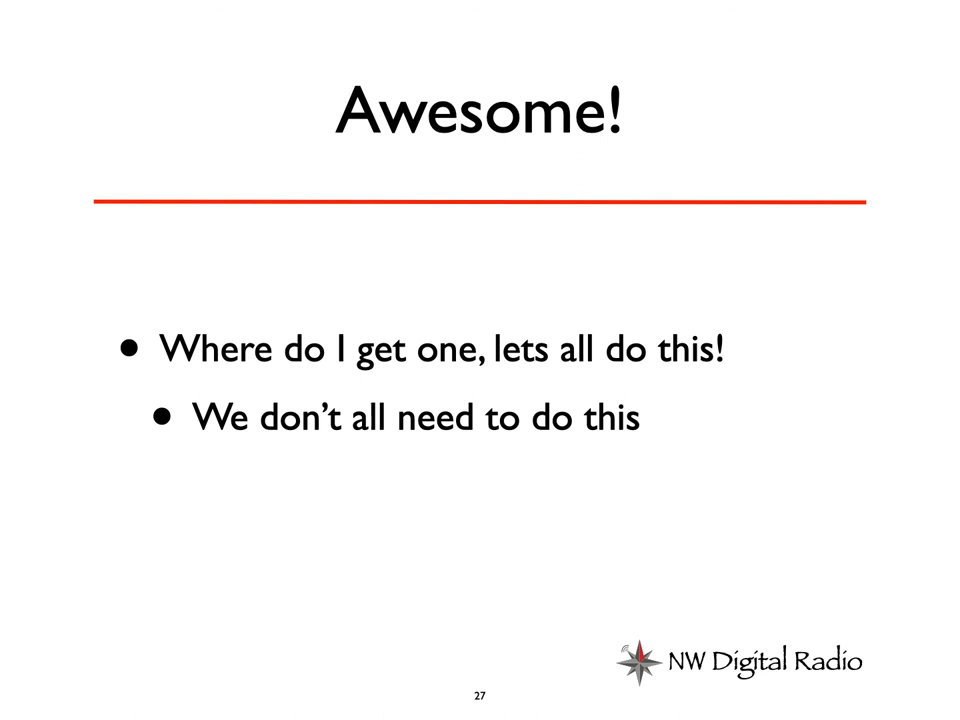 Awesome!
• Where do I get one, lets all do this!
• We don’t all need to do this
NW Digital Radio
27